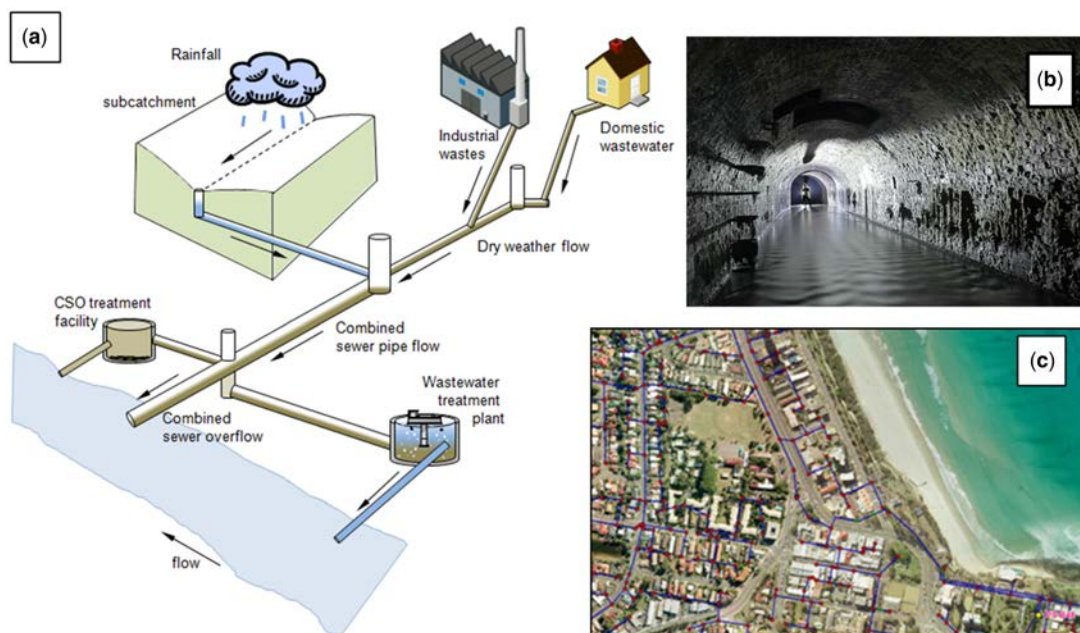 (a)
Rainfall
subcatchment
Industrial
wastes
Domestic
wastewater
Dry weather flow
CSO treatment
facility
Combined
sewer pipe flow
Combined
sewer overflow
Wastewater
treatment
plant
flow
(b)
(c)